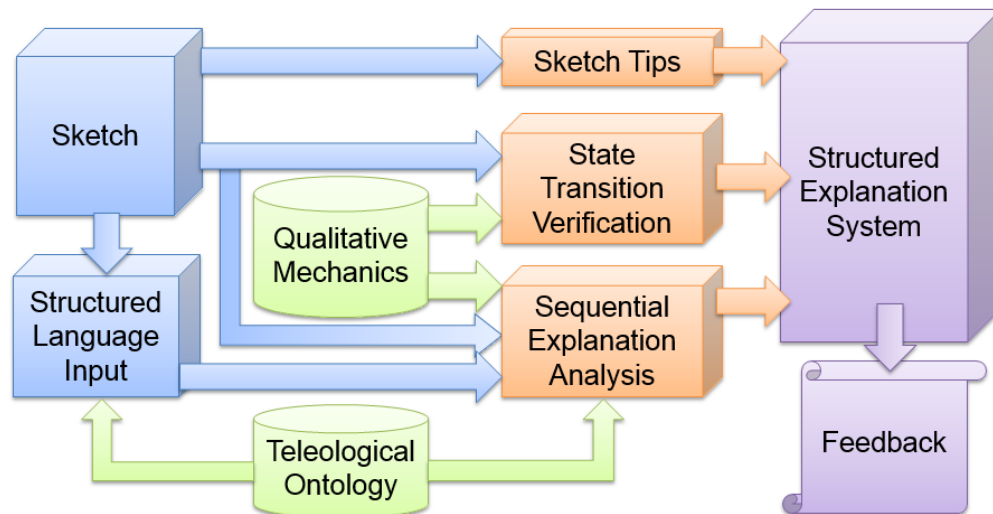 Sketch
Sketch Tips
State
Transition
Verification
Structured
Explanation
System
Qualitative
Mechanics
Structured
Language
Input
Sequential
Explanation
Analysis
Teleological
Ontology
Feedback